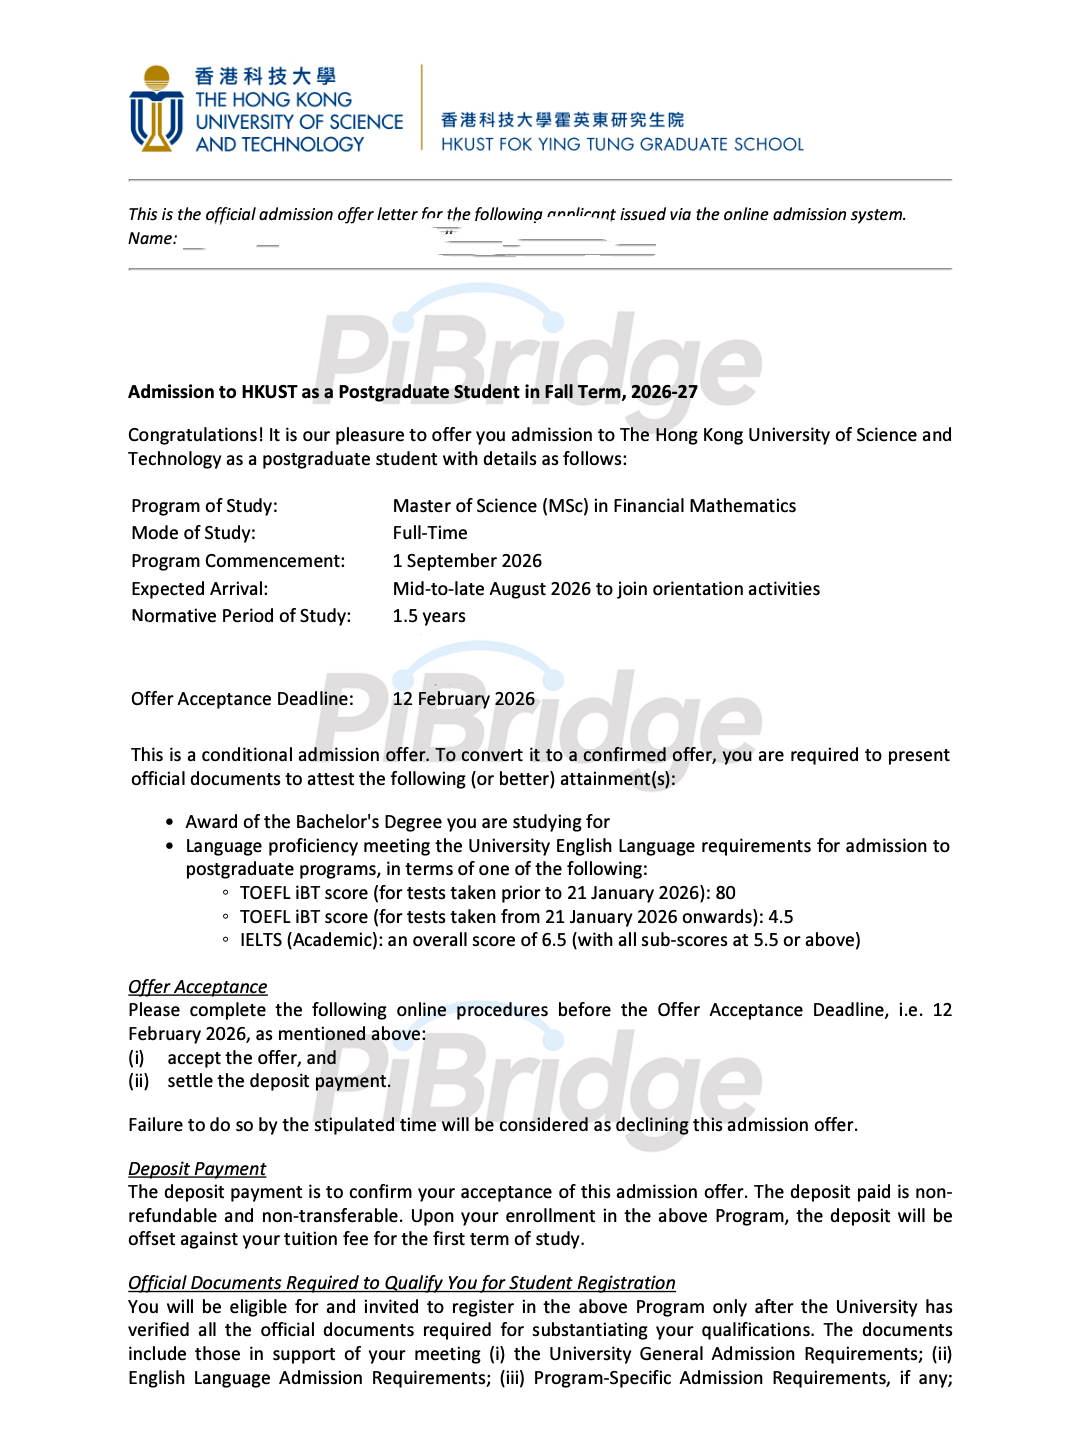 香港科技大學
THE HONG KONG
UNIVERSITY OF SCIENCE
AND TECHNOLOGY
香港科技大學霍英東研究生院
HKUST FOK YING TUNG GRADUATE SCHOOL
This is the official admission offer letter for the following applicant issued via the online admission system.
Name:
PiBridge
Admission to HKUST as a Postgraduate Student in Fall Term, 2026-27
Congratulations! It is our pleasure to offer you admission to The Hong Kong University of Science and
Technology as a postgraduate student with details as follows:
Program of Study: Master of Science (MSc) in Financial Mathematics
Mode of Study: Full-Time
Program Commencement: 1 September 2026
Expected Arrival: Mid-to-late August 2026 to join orientation activities
Normative Period of Study: 1.5 years
PiBridge
Offer Acceptance Deadline: 12 February 2026
This is a conditional admission offer. To convert it to a confirmed offer, you are required to present
official documents to attest the following (or better) attainment(s):
• Award of the Bachelor's Degree you are studying for
• Language proficiency meeting the University English Language requirements for admission to
postgraduate programs, in terms of one of the following:
◦ TOEFL iBT score (for tests taken prior to 21 January 2026): 80
◦ TOEFL iBT score (for tests taken from 21 January 2026 onwards): 4.5
◦ IELTS (Academic): an overall score of 6.5 (with all sub-scores at 5.5 or above)
Offer Acceptance
Please complete the following online procedures before the Offer Acceptance Deadline, i.e. 12
February 2026, as mentioned above:
(i) accept the offer, and
(ii) settle the deposit payment.
PiBridge
Failure to do so by the stipulated time will be considered as declining this admission offer.
Deposit Payment
The deposit payment is to confirm your acceptance of this admission offer. The deposit paid is non-
refundable and non-transferable. Upon your enrollment in the above Program, the deposit will be
offset against your tuition fee for the first term of study.
Official Documents Required to Qualify You for Student Registration
You will be eligible for and invited to register in the above Program only after the University has
verified all the official documents required for substantiating your qualifications. The documents
include those in support of your meeting (i) the University General Admission Requirements; (ii)
English Language Admission Requirements; (iii) Program-Specific Admission Requirements, if any;